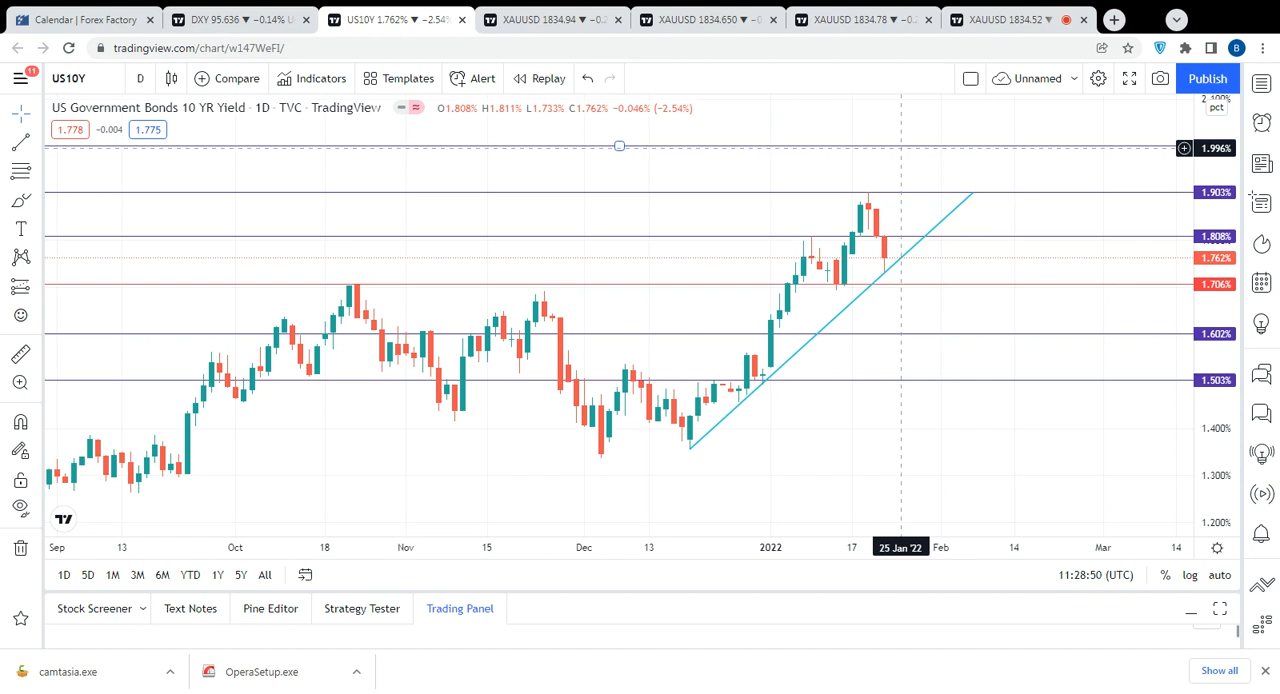 Calendar | Forex Factory
DXY 95.636 ▼ −0.14% U
US10Y 1.762% ▼ −2.54%
XAUUSD 1834.94 ▼ −0.2
XAUUSD 1834.650 ▼ −0
XAUUSD 1834.78 ▼ −0.2
XAUUSD 1834.52 ▼
tradingview.com/chart/w147WeFI/
B
11
US10Y
D
Compare
Indicators
Templates
Alert
Replay
Unnamed
Publish
US Government Bonds 10 YR Yield · 1D · TVC · TradingView
O1.808% H1.811% L1.733% C1.762% −0.046% (−2.54%)
1.778 −0.004 1.775
pct
1.996%
1.903%
1.808%
1.762%
1.706%
1.602%
1.503%
1.400%
1.300%
1.200%
Sep 13 Oct 18 Nov 15 Dec 13 2022 17 25 Jan '22 Feb 14 Mar 14
1D 5D 1M 3M 6M YTD 1Y 5Y All
11:28:50 (UTC) % log auto
Stock Screener Text Notes Pine Editor Strategy Tester Trading Panel
camtasia.exe
OperaSetup.exe
Show all